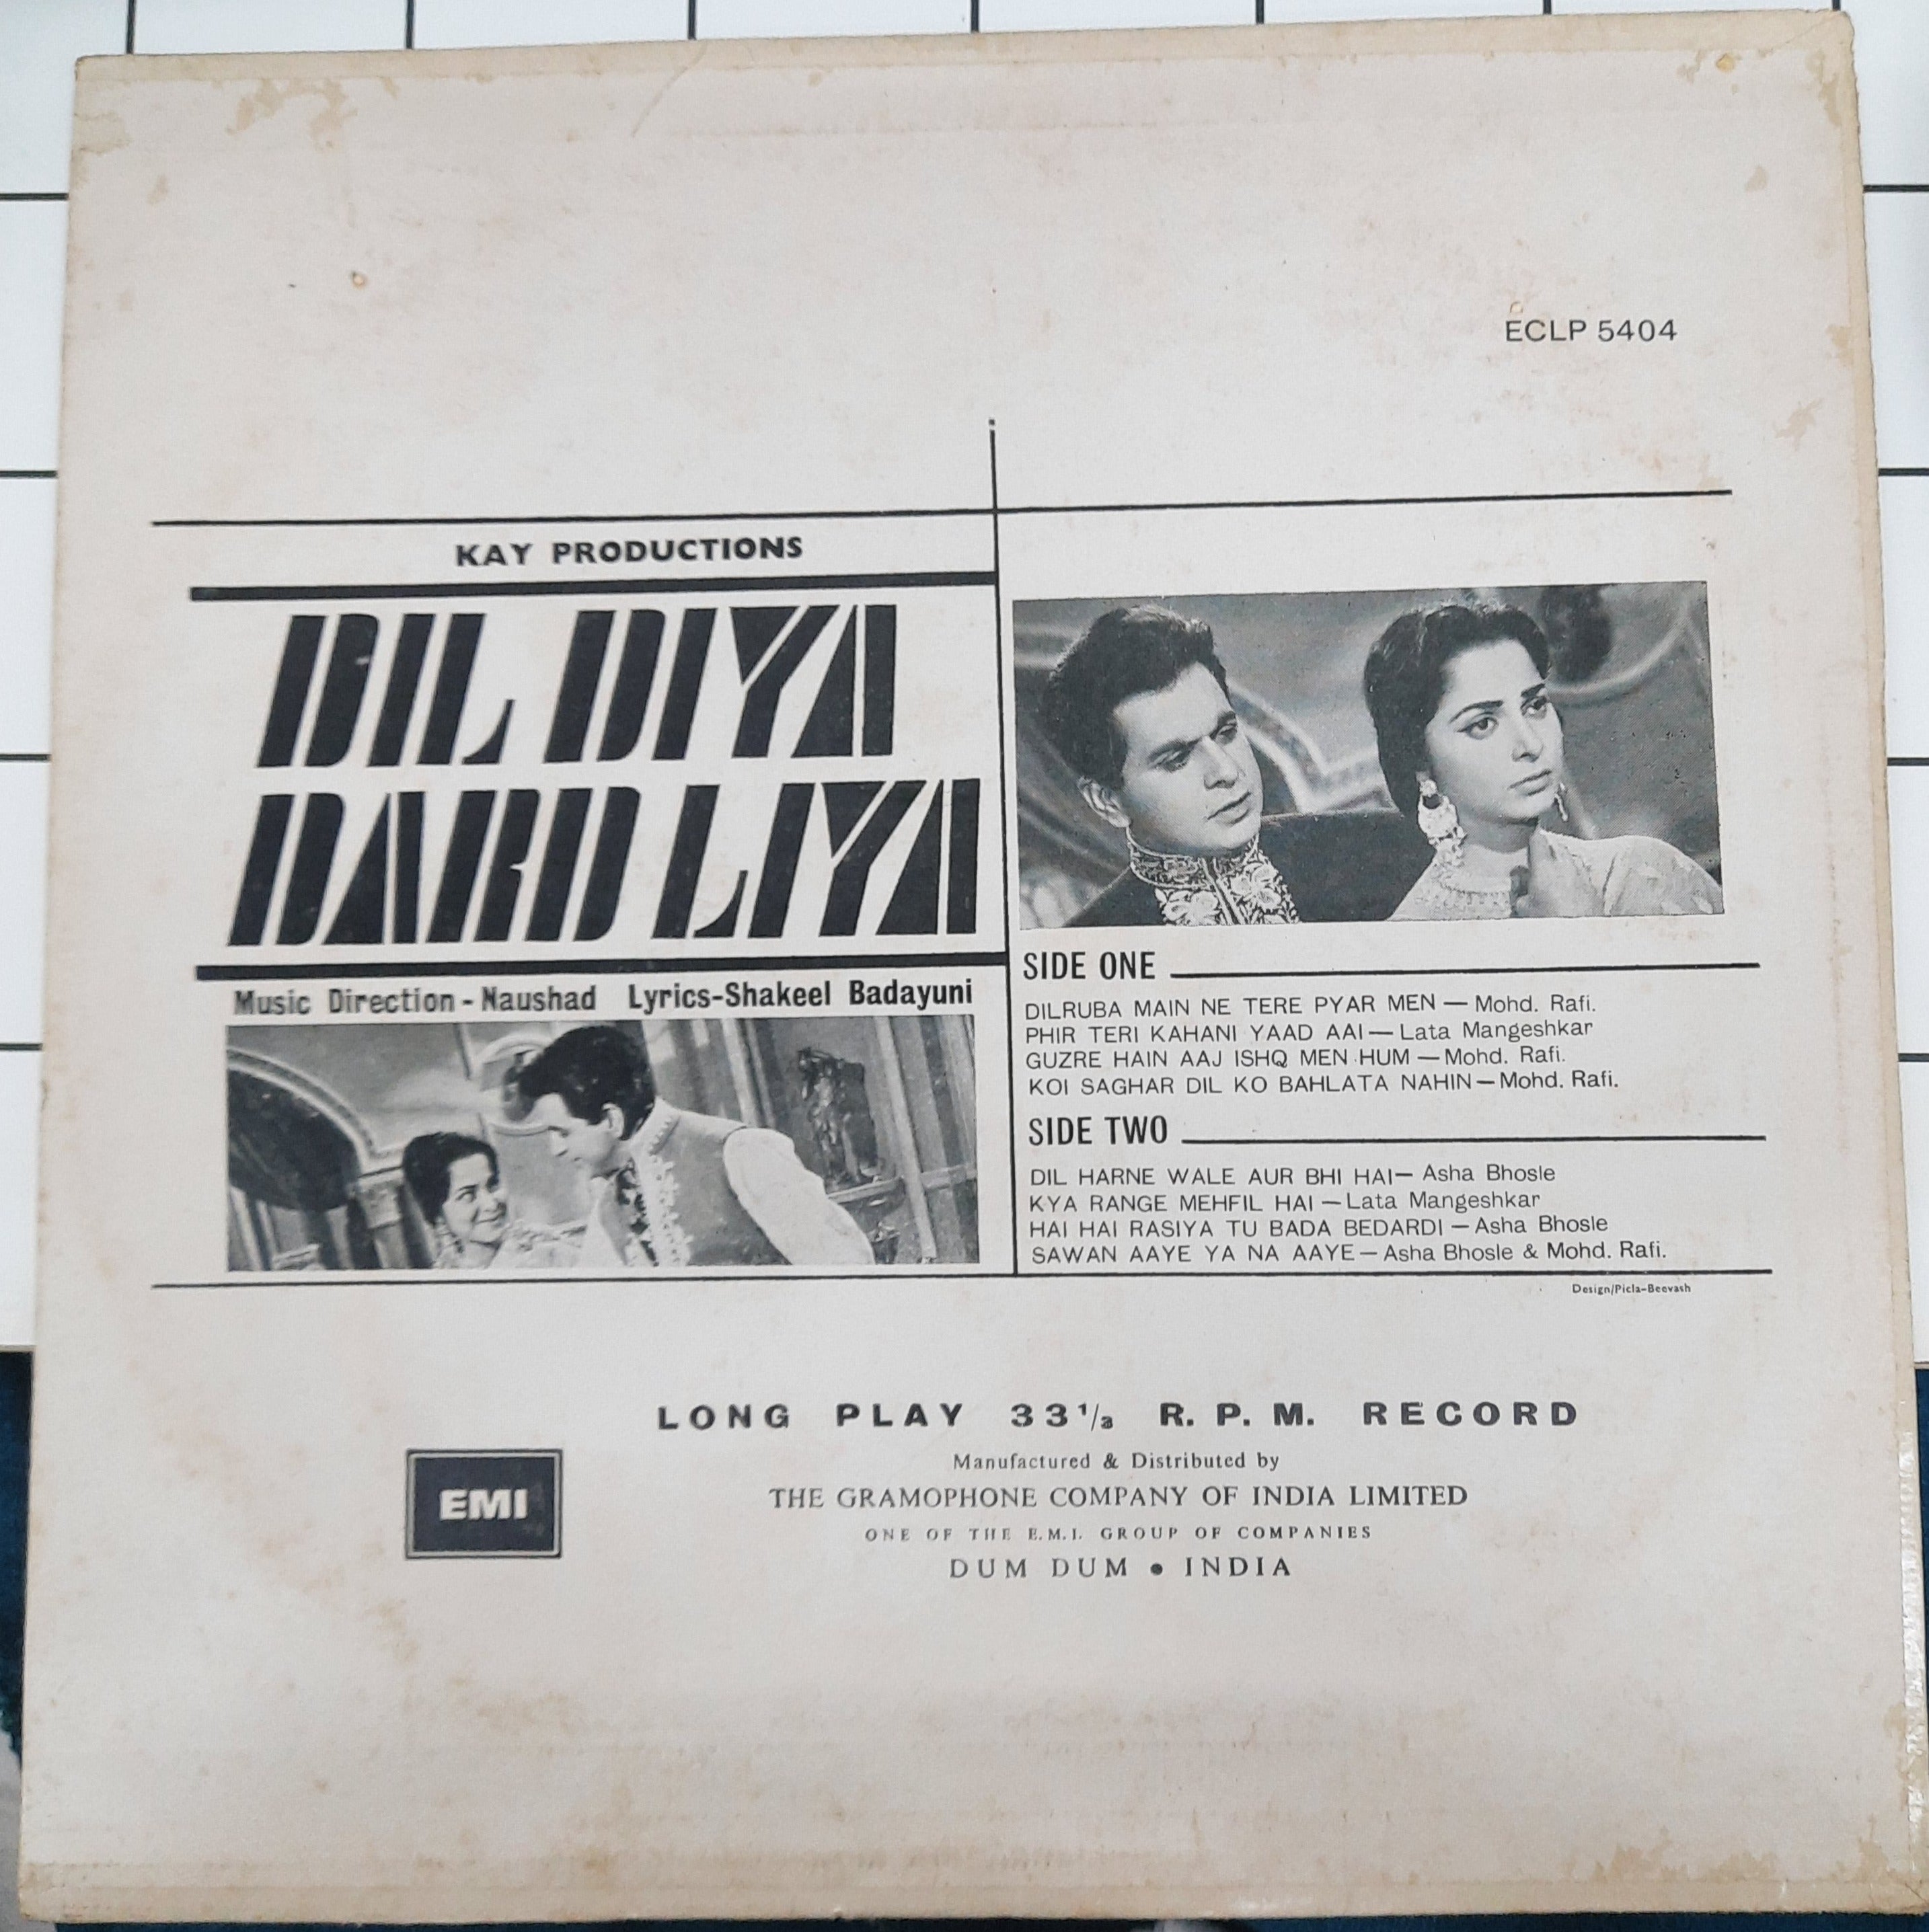 ECLP 5404
KAY PRODUCTIONS
DIL DIYA
DARD LIYA
Music Direction - Naushad Lyrics-Shakeel Badayuni
SIDE ONE
DILRUBA MAIN NE TERE PYAR MEN — Mohd. Rafi.
PHIR TERI KAHANI YAAD AAI — Lata Mangeshkar
GUZRE HAIN AAJ ISHQ MEN HUM — Mohd. Rafi.
KOI SAGHAR DIL KO BAHLATA NAHIN — Mohd. Rafi.
SIDE TWO
DIL HARNE WALE AUR BHI HAI — Asha Bhosle
KYA RANGE MEHFIL HAI — Lata Mangeshkar
HAI HAI RASIYA TU BADA BEDARDI — Asha Bhosle
SAWAN AAYE YA NA AAYE — Asha Bhosle & Mohd. Rafi.
Design/Picla-Beevash
LONG PLAY 33 1/3 R. P. M. RECORD
Manufactured & Distributed by
THE GRAMOPHONE COMPANY OF INDIA LIMITED
ONE OF THE E.M.I. GROUP OF COMPANIES
DUM DUM • INDIA
EMI